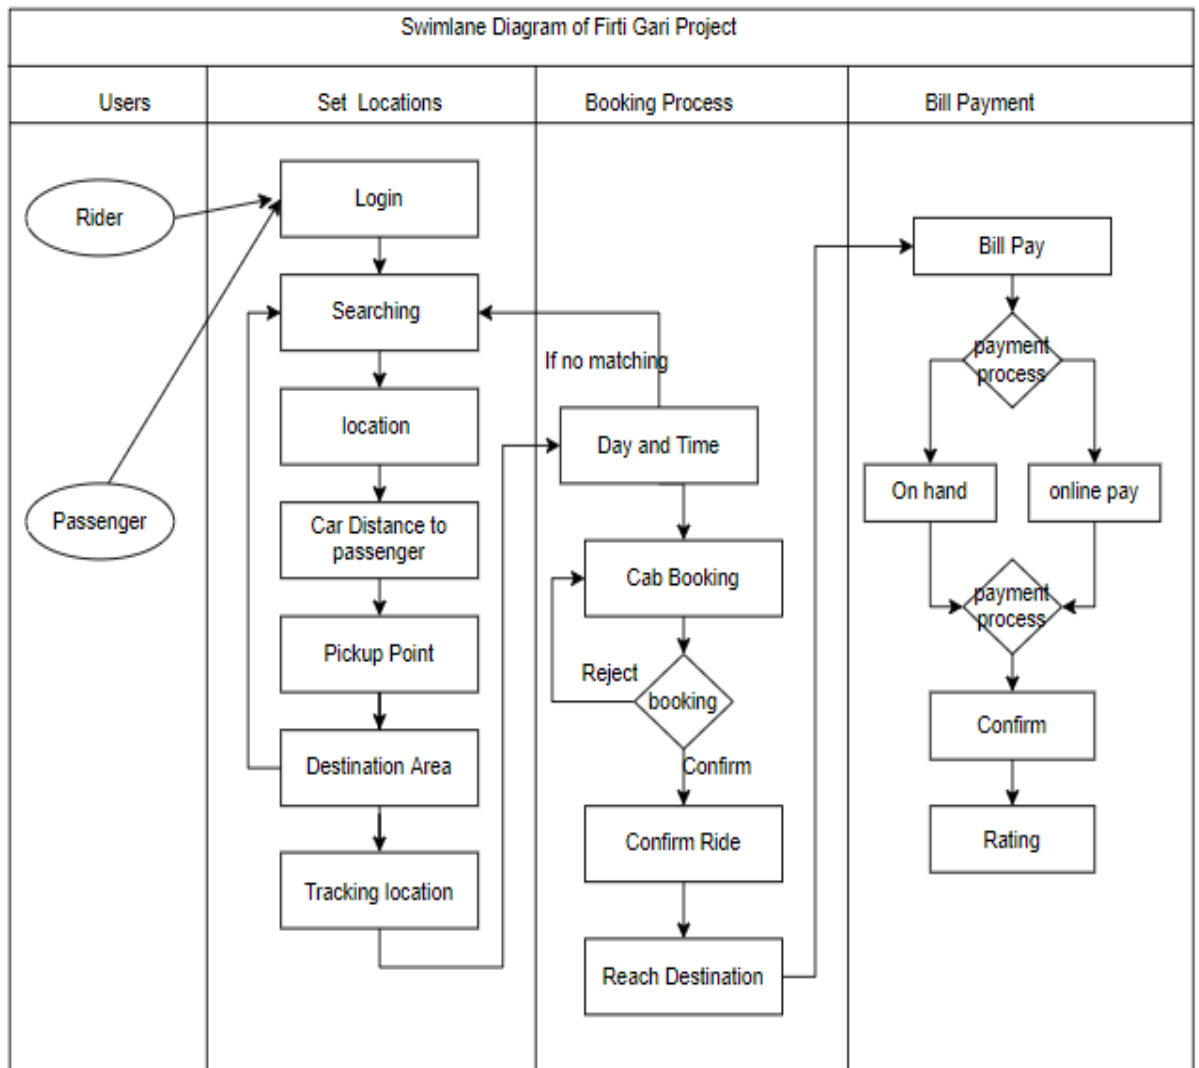 Swimlane Diagram of Firti Gari Project
Users
Set Locations
Booking Process
Bill Payment
Rider
Passenger
Login
Searching
location
Car Distance to
passenger
Pickup Point
Destination Area
Tracking location
If no matching
Day and Time
Cab Booking
Reject
booking
Confirm
Confirm Ride
Reach Destination
Bill Pay
payment
process
On hand
online pay
payment
process
Confirm
Rating